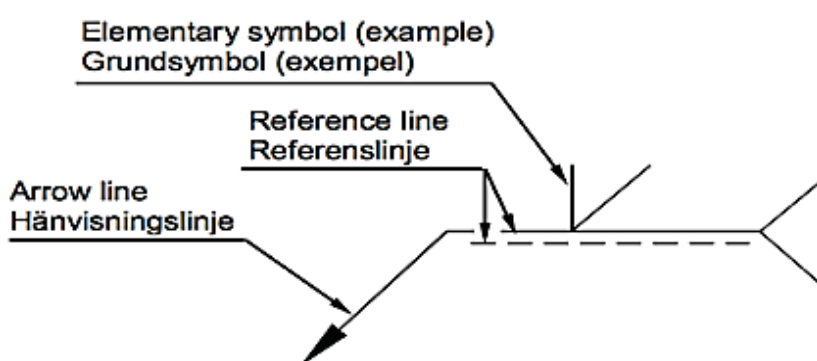 Elementary symbol (example)
Grundsymbol (exempel)
Reference line
Referenslinje
Arrow line
Hänvisningslinje